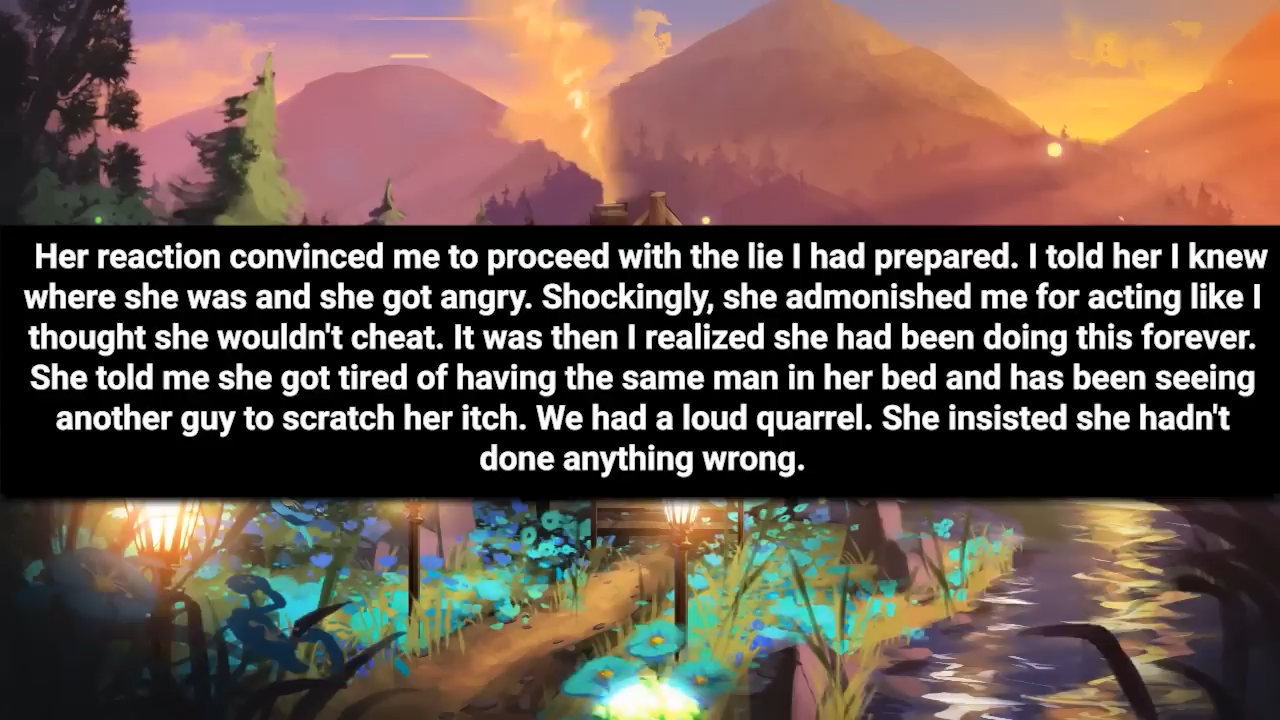 Her reaction convinced me to proceed with the lie I had prepared. I told her I knew
where she was and she got angry. Shockingly, she admonished me for acting like I
thought she wouldn't cheat. It was then I realized she had been doing this forever.
She told me she got tired of having the same man in her bed and has been seeing
another guy to scratch her itch. We had a loud quarrel. She insisted she hadn't
done anything wrong.